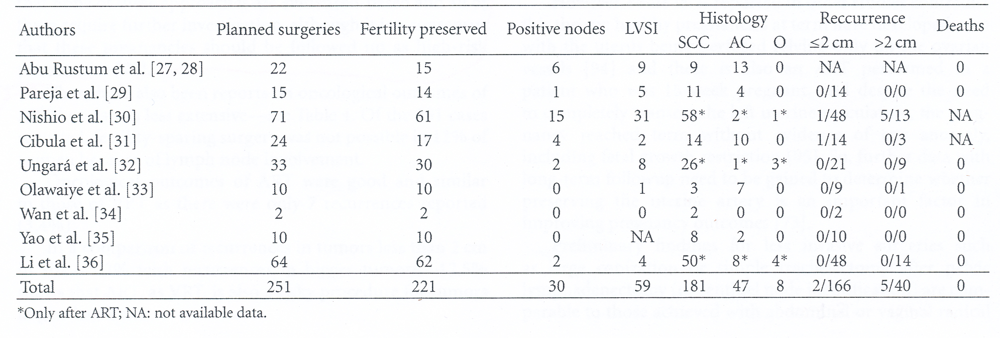 Authors Planned surgeries Fertility preserved Positive nodes LVSI Histology Reccurrence Deaths
SCC AC O ≤2 cm >2 cm
Abu Rustum et al. [27, 28] 22 15 6 9 9 13 0 NA NA 0
Pareja et al. [29] 15 14 1 5 11 4 0 0/14 0/0 0
Nishio et al. [30] 71 61 15 31 58* 2* 1* 1/48 5/13 NA
Cibula et al. [31] 24 17 4 2 14 10 0 1/14 0/3 NA
Ungará et al. [32] 33 30 2 8 26* 1* 3* 0/21 0/9 0
Olawaiye et al. [33] 10 10 0 1 3 7 0 0/9 0/1 0
Wan et al. [34] 2 2 0 0 2 0 0 0/2 0/0 0
Yao et al. [35] 10 10 0 NA 8 2 0 0/10 0/0 0
Li et al. [36] 64 62 2 4 50* 8* 4* 0/48 0/14 0
Total 251 221 30 59 181 47 8 2/166 5/40 0
*Only after ART; NA: not available data.